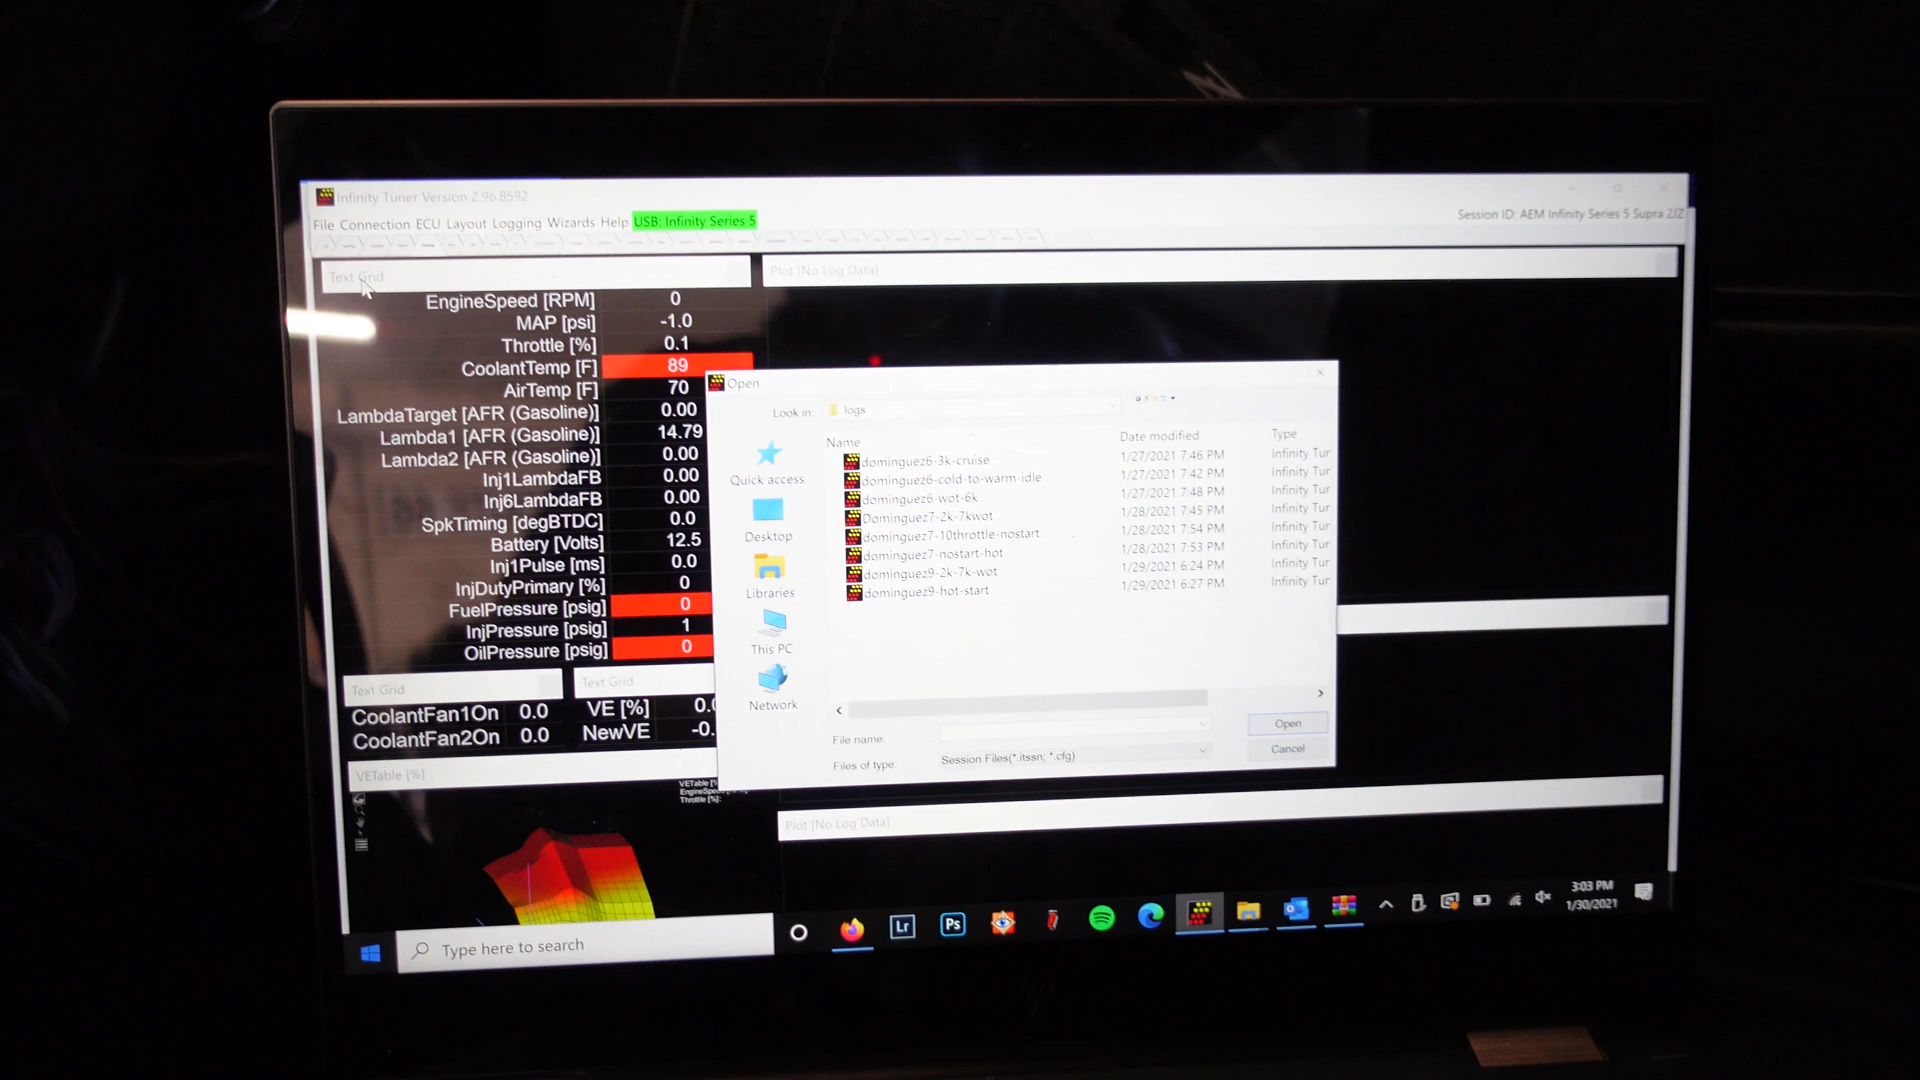 Infinity Tuner Version 2.96.8592
File Connection ECU Layout Logging Wizards Help USB: Infinity Series 5
Session ID: AEM Infinity Series 5 Supra 2JZ
Text Grid
Plot [No Log Data]
EngineSpeed [RPM] 0
MAP [psi] -1.0
Throttle [%] 0.1
CoolantTemp [F] 89
AirTemp [F] 70
LambdaTarget [AFR (Gasoline)] 0.00
Lambda1 [AFR (Gasoline)] 14.79
Lambda2 [AFR (Gasoline)] 0.00
Inj1LambdaFB 0.00
Inj6LambdaFB 0.00
SpkTiming [degBTDC] 0.0
Battery [Volts] 12.5
Inj1Pulse [ms] 0.0
InjDutyPrimary [%] 0
FuelPressure [psig] 0
InjPressure [psig] 1
OilPressure [psig] 0
Text Grid
Text Grid
CoolantFan1On 0.0
CoolantFan2On 0.0
VE [%] 0.0
NewVE -0.
VETable [%]
VETable [%
EngineSpe
Throttle [%]:
Open
Look in: logs
Name Date modified Type
dominguez6-3k-cruise 1/27/2021 7:46 PM Infinity Tur
dominguez6-cold-to-warm-idle 1/27/2021 7:42 PM Infinity Tur
dominguez6-wot-6k 1/27/2021 7:48 PM Infinity Tur
Dominguez7-2k-7kwot 1/28/2021 7:45 PM Infinity Tur
dominguez7-10throttle-nostart 1/28/2021 7:54 PM Infinity Tur
dominguez7-nostart-hot 1/28/2021 7:53 PM Infinity Tur
dominguez9-2k-7k-wot 1/29/2021 6:24 PM Infinity Tur
dominguez9-hot-start 1/29/2021 6:27 PM Infinity Tur
Quick access
Desktop
Libraries
This PC
Network
File name:
Open
Files of type: Session Files(*.itssn; *.cfg)
Cancel
Plot [No Log Data]
Type here to search
Lr
Ps
3:03 PM
1/30/2021